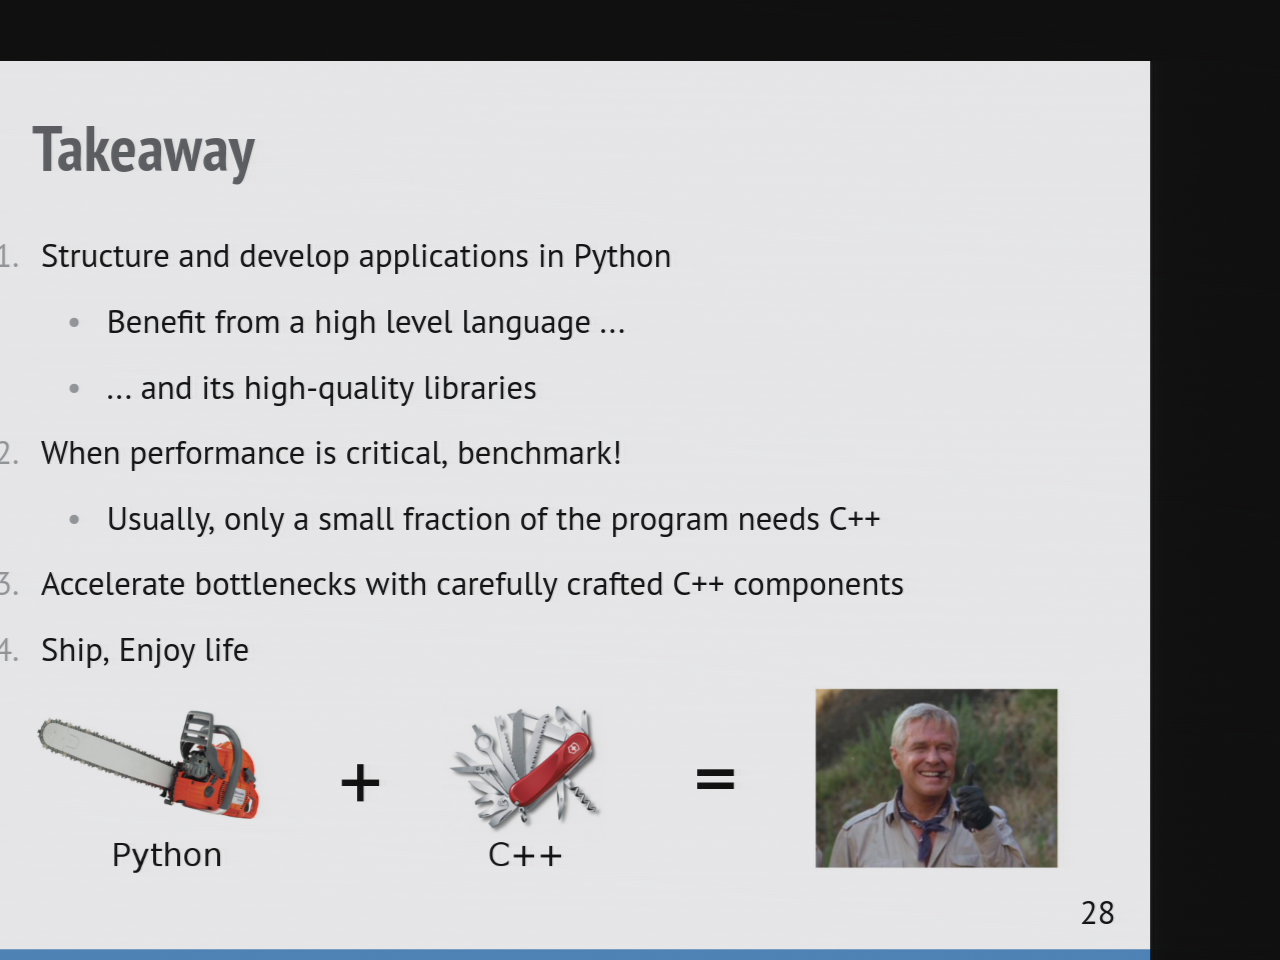 Takeaway
1. Structure and develop applications in Python
• Benefit from a high level language ...
• ... and its high-quality libraries
2. When performance is critical, benchmark!
• Usually, only a small fraction of the program needs C++
3. Accelerate bottlenecks with carefully crafted C++ components
4. Ship, Enjoy life
+ =
Python C++
28